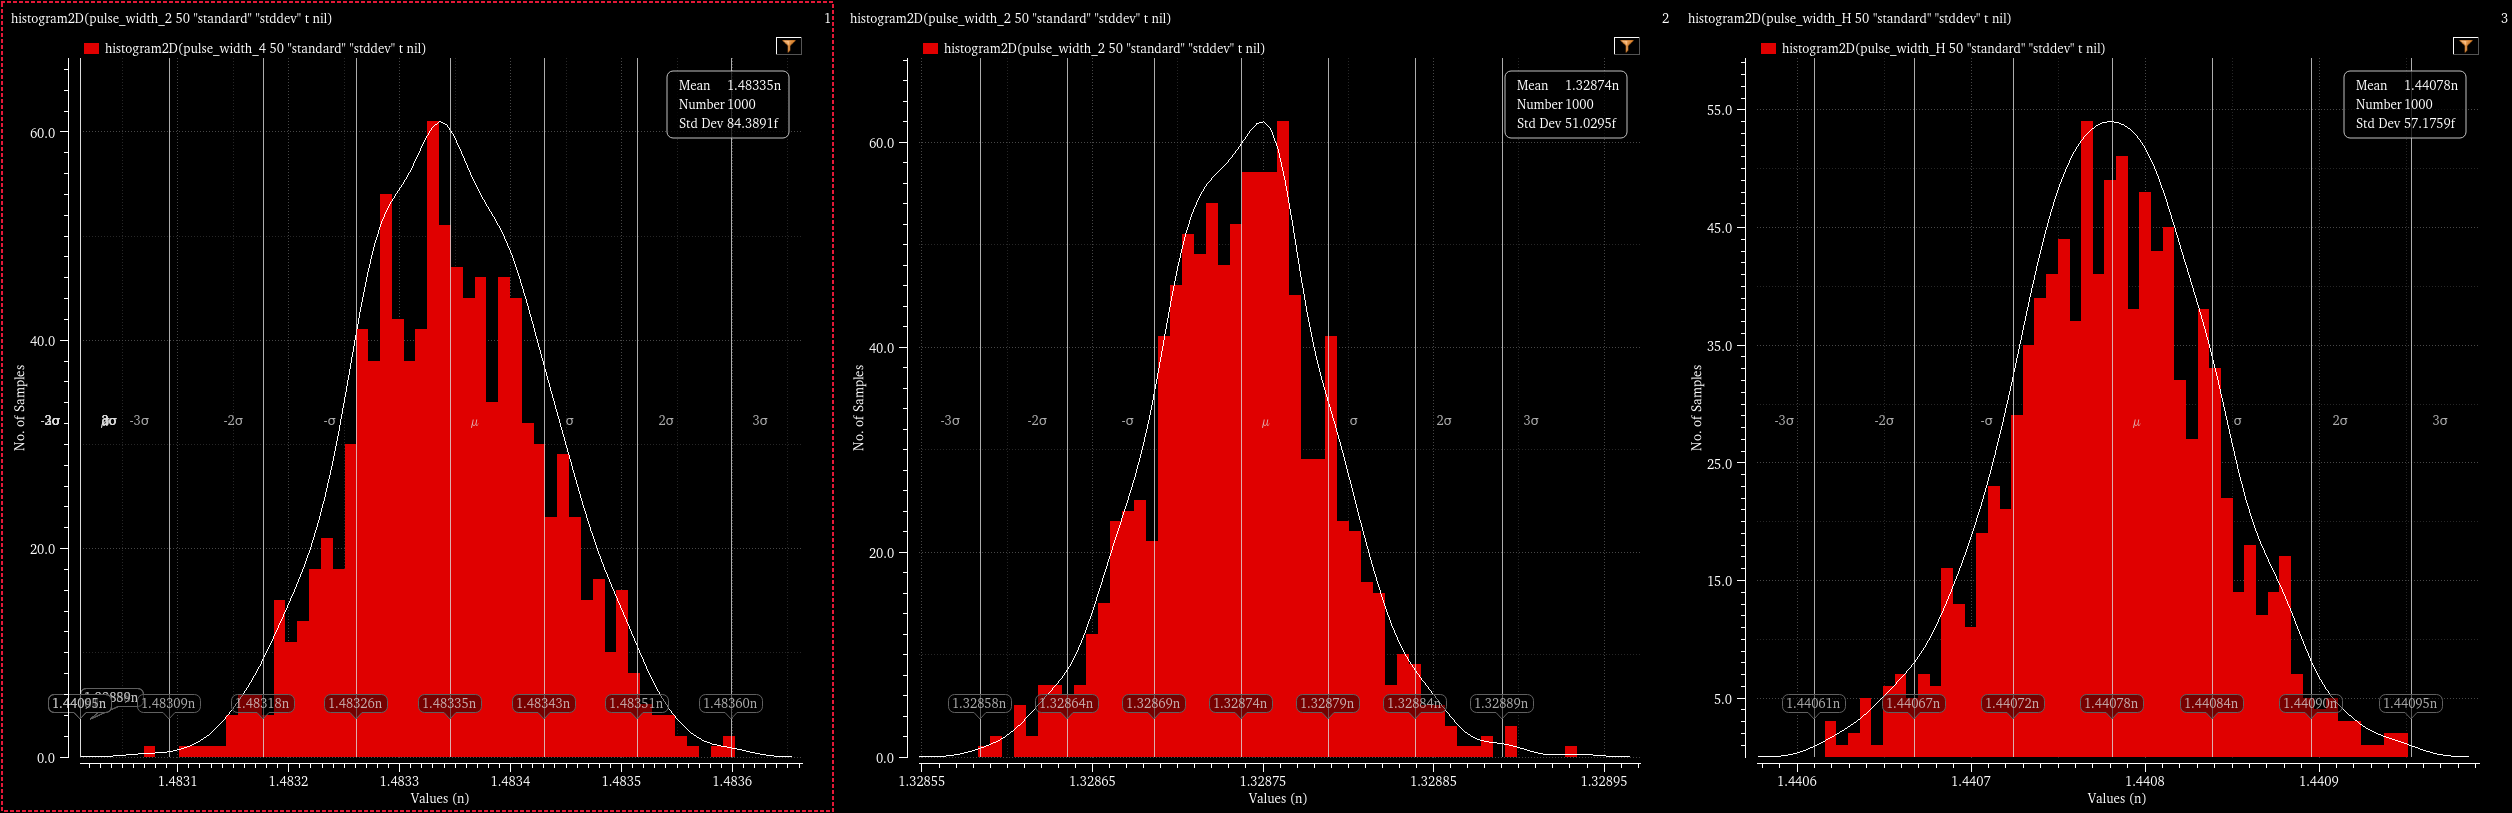 histogram2D(pulse_width_2 50 "standard" "stddev" t nil) 1
histogram2D(pulse_width_4 50 "standard" "stddev" t nil)
Mean 1.48335n
Number 1000
Std Dev 84.3891f
60.0
40.0
20.0
0.0
No. of Samples
-3σ -3σ -2σ -σ μ σ 2σ 3σ
1.44095n 1.48309n 1.48318n 1.48326n 1.48335n 1.48343n 1.48351n 1.48360n
1.4831 1.4832 1.4833 1.4834 1.4835 1.4836
Values (n)
histogram2D(pulse_width_2 50 "standard" "stddev" t nil) 2
histogram2D(pulse_width_2 50 "standard" "stddev" t nil)
Mean 1.32874n
Number 1000
Std Dev 51.0295f
60.0
40.0
20.0
0.0
No. of Samples
-3σ -2σ -σ μ σ 2σ 3σ
1.32858n 1.32864n 1.32869n 1.32874n 1.32879n 1.32884n 1.32889n
1.32855 1.32865 1.32875 1.32885 1.32895
Values (n)
histogram2D(pulse_width_H 50 "standard" "stddev" t nil) 3
histogram2D(pulse_width_H 50 "standard" "stddev" t nil)
Mean 1.44078n
Number 1000
Std Dev 57.1759f
55.0
45.0
35.0
25.0
15.0
5.0
No. of Samples
-3σ -2σ -σ μ σ 2σ 3σ
1.44061n 1.44067n 1.44072n 1.44078n 1.44084n 1.44090n 1.44095n
1.4406 1.4407 1.4408 1.4409
Values (n)